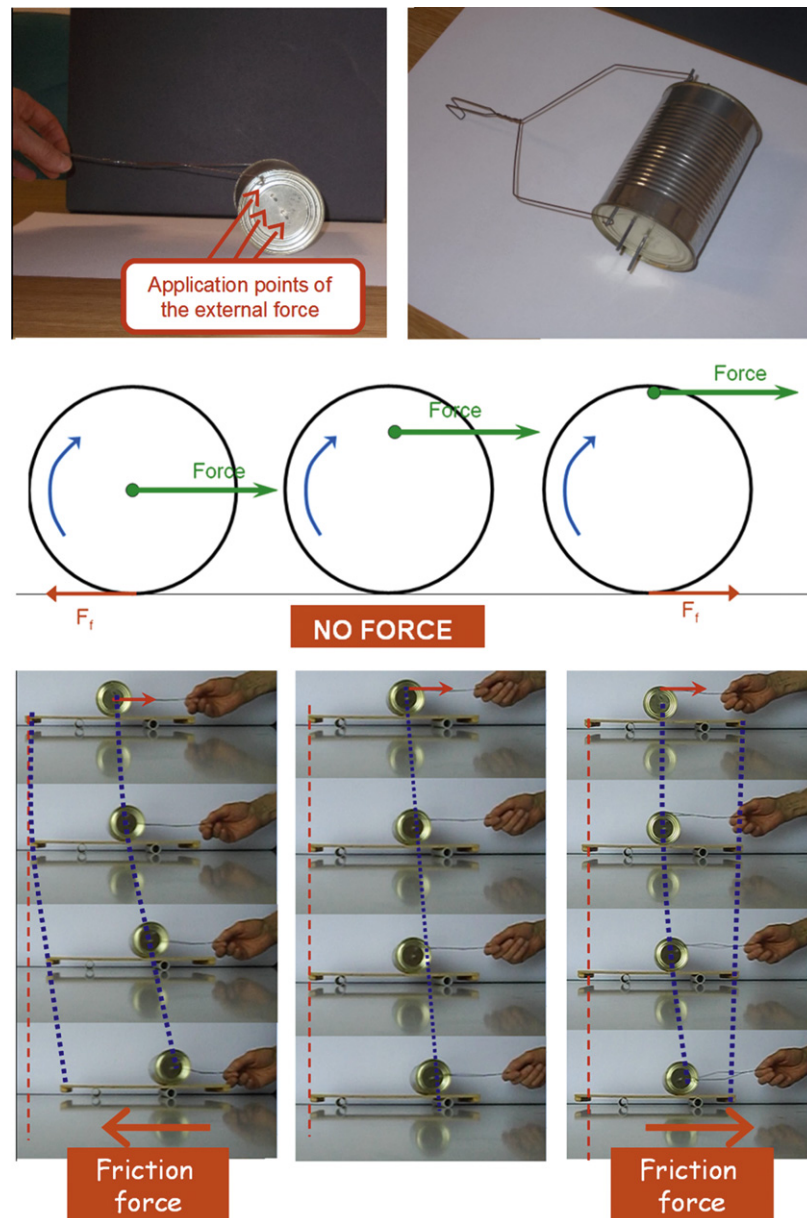 Application points of
the external force
Force
Force
Force
Ff
NO FORCE
Ff
Friction
force
Friction
force